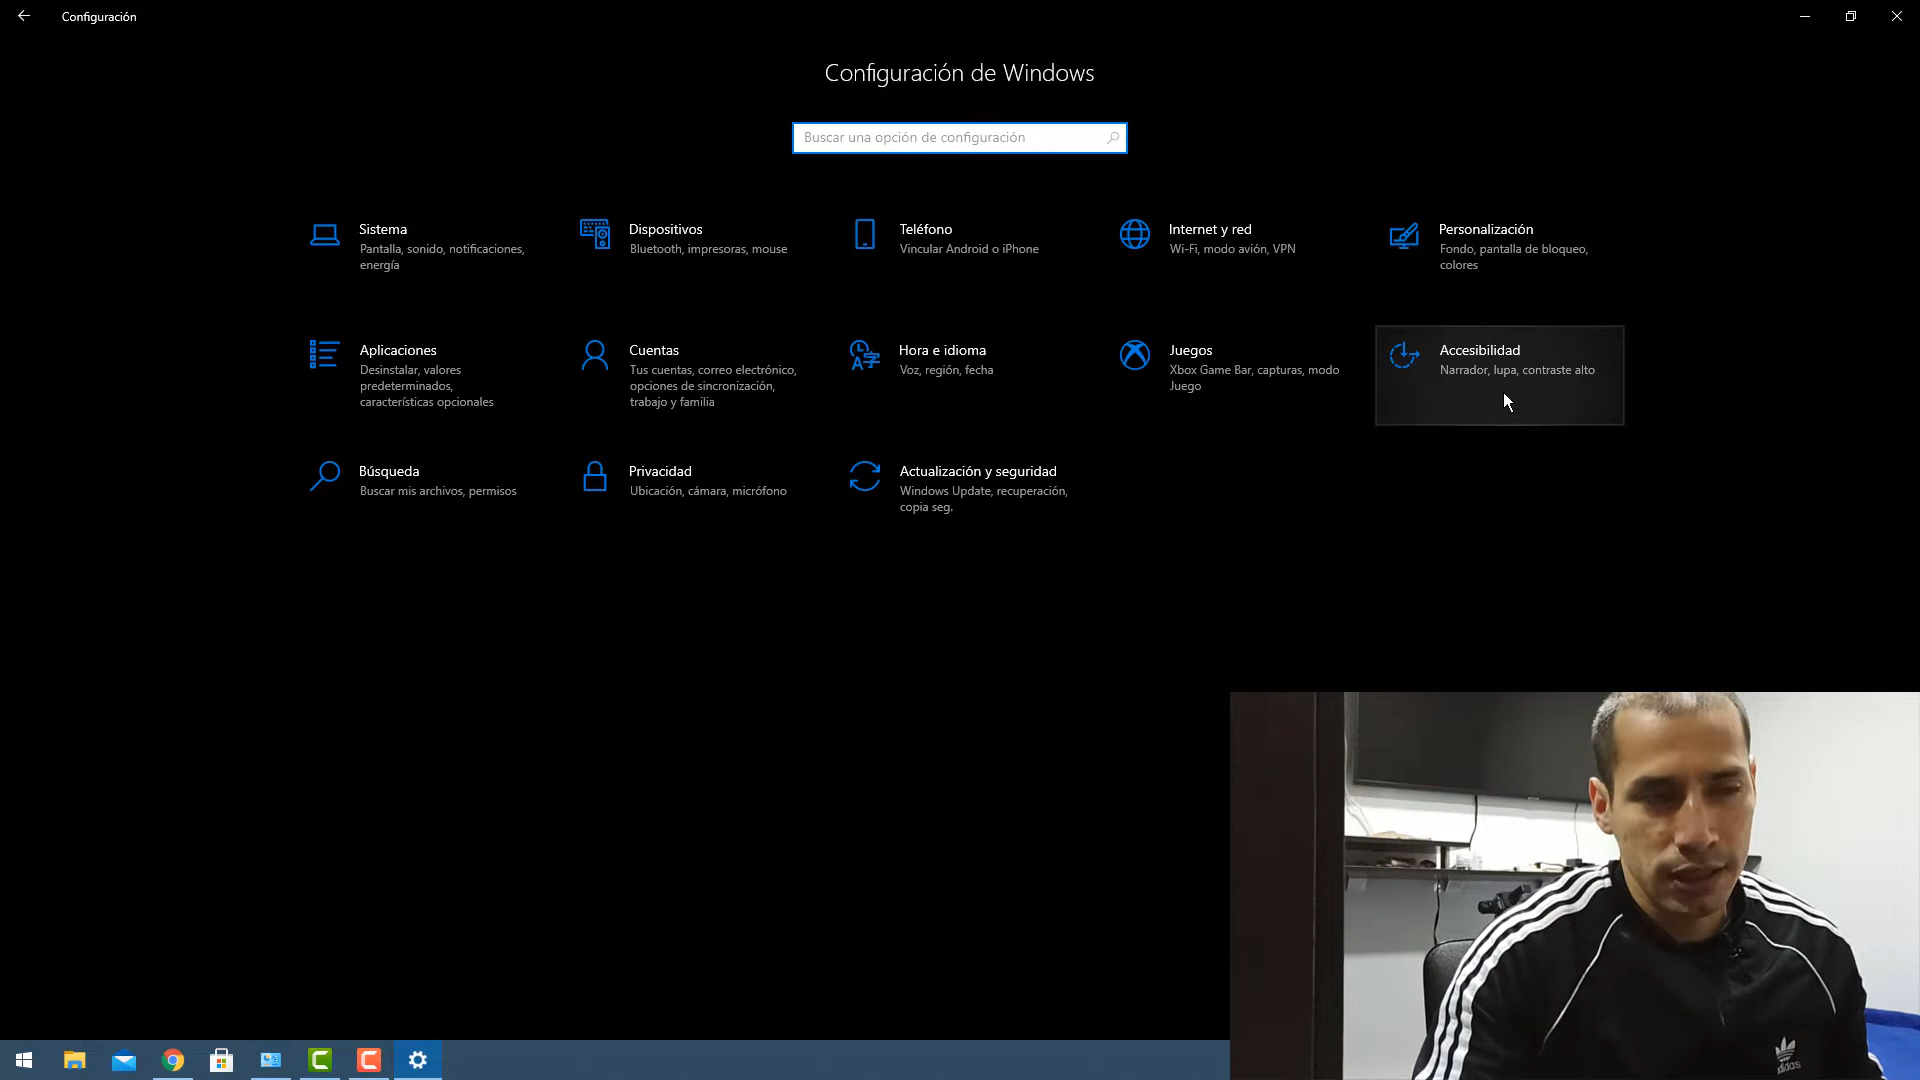 Configuración
Configuración de Windows
Buscar una opción de configuración
Sistema
Pantalla, sonido, notificaciones,
energía
Dispositivos
Bluetooth, impresoras, mouse
Teléfono
Vincular Android o iPhone
Internet y red
Wi-Fi, modo avión, VPN
Personalización
Fondo, pantalla de bloqueo,
colores
Aplicaciones
Desinstalar, valores
predeterminados,
características opcionales
Cuentas
Tus cuentas, correo electrónico,
opciones de sincronización,
trabajo y familia
Hora e idioma
Voz, región, fecha
Juegos
Xbox Game Bar, capturas, modo
Juego
Accesibilidad
Narrador, lupa, contraste alto
Búsqueda
Buscar mis archivos, permisos
Privacidad
Ubicación, cámara, micrófono
Actualización y seguridad
Windows Update, recuperación,
copia seg.
adidas